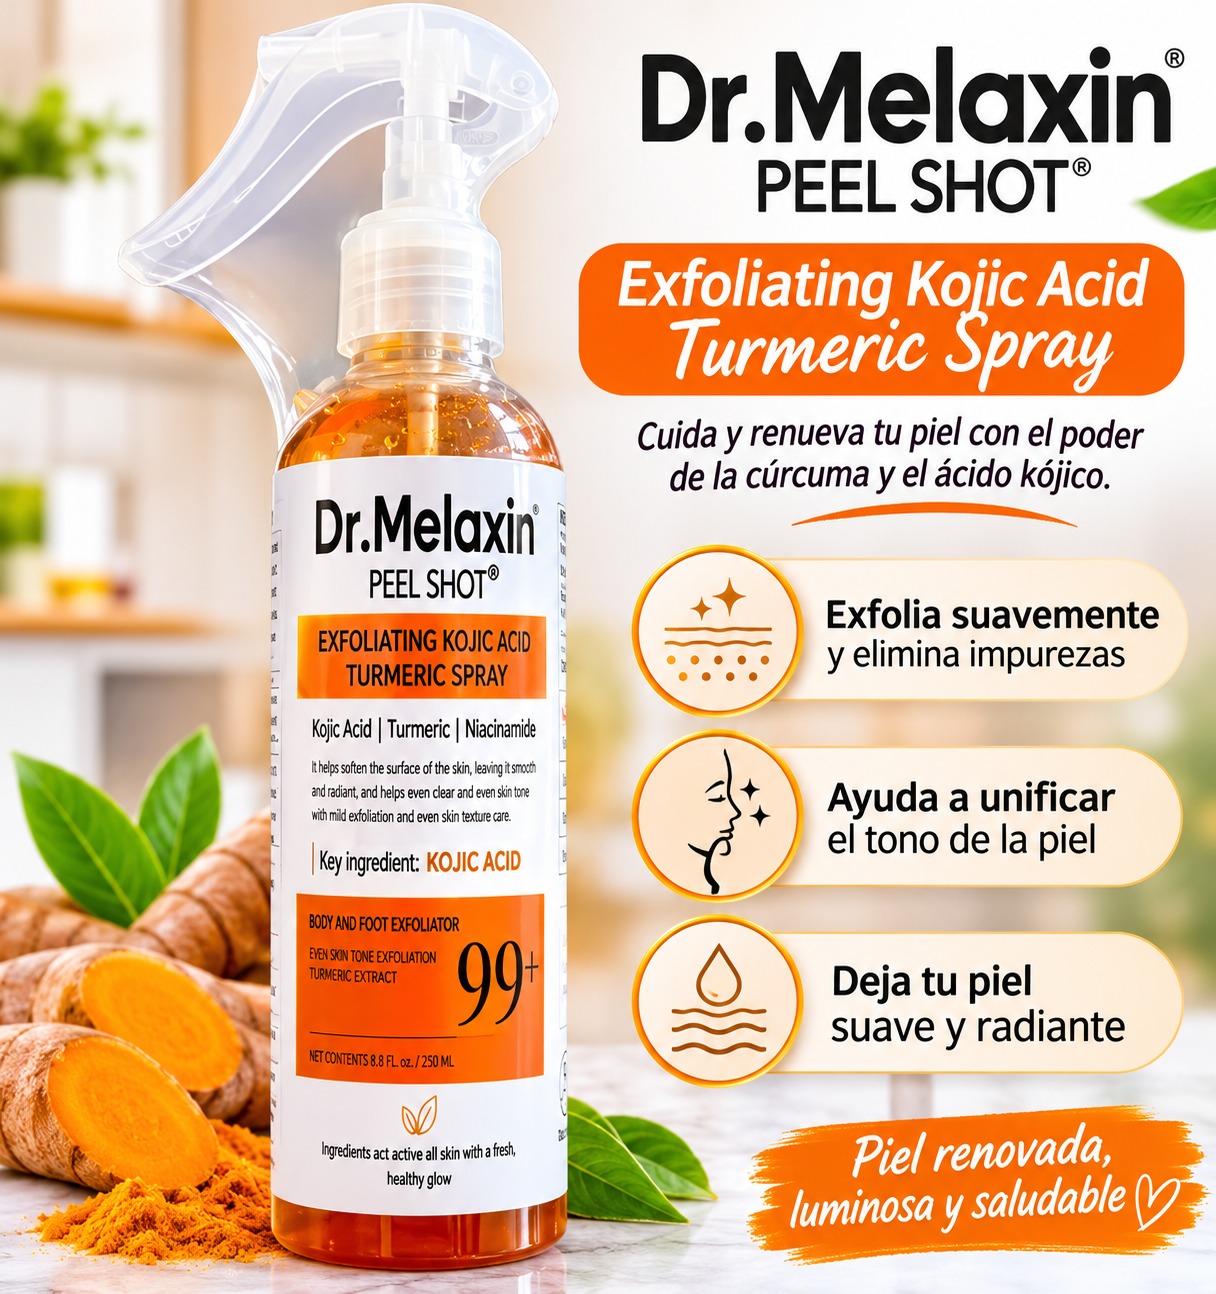 Dr.Melaxin®
PEEL SHOT®
Exfoliating Kojic Acid
Turmeric Spray
Cuida y renueva tu piel con el poder
de la cúrcuma y el ácido kójico.
Exfolia suavemente
y elimina impurezas
Ayuda a unificar
el tono de la piel
Deja tu piel
suave y radiante
Piel renovada,
luminosa y saludable
Dr.Melaxin®
PEEL SHOT®
EXFOLIATING KOJIC ACID
TURMERIC SPRAY
Kojic Acid | Turmeric | Niacinamide
It helps soften the surface of the skin, leaving it smooth
and radiant, and helps even clear and even skin tone
with mild exfoliation and even skin texture care.
Key ingredient: KOJIC ACID
BODY AND FOOT EXFOLIATOR
EVEN SKIN TONE EXFOLIATION
TURMERIC EXTRACT
99+
NET CONTENTS 8.8 FL. oz. / 250 ML
Ingredients act active all skin with a fresh,
healthy glow